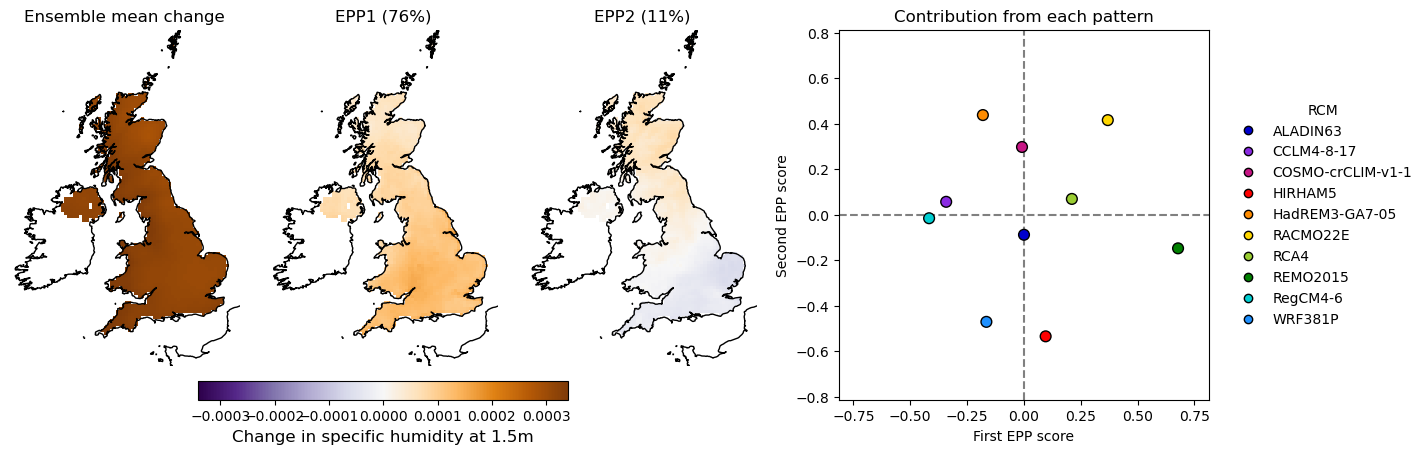 Ensemble mean change
EPP1 (76%)
EPP2 (11%)
−0.0003
−0.0002
−0.0001
0.0000
0.0001
0.0002
0.0003
Change in specific humidity at 1.5m
Contribution from each pattern
Second EPP score
0.8
0.6
0.4
0.2
0.0
−0.2
−0.4
−0.6
−0.8
−0.75
−0.50
−0.25
0.00
0.25
0.50
0.75
First EPP score
RCM
ALADIN63
CCLM4-8-17
COSMO-crCLIM-v1-1
HIRHAM5
HadREM3-GA7-05
RACMO22E
RCA4
REMO2015
RegCM4-6
WRF381P